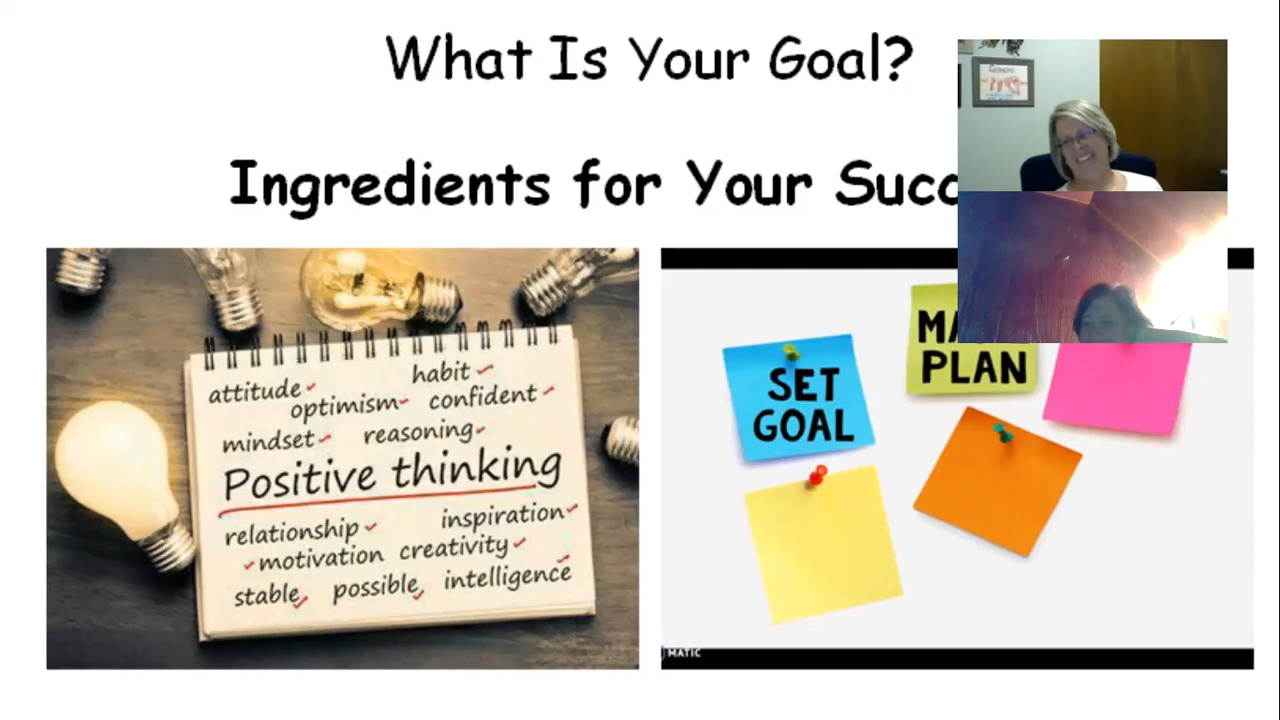 What Is Your Goal?
Ingredients for Your Succ
attitude habit
optimism confident
mindset reasoning
Positive thinking
relationship inspiration
motivation creativity
stable possible intelligence
SET
GOAL
MA
PLAN
MATIC